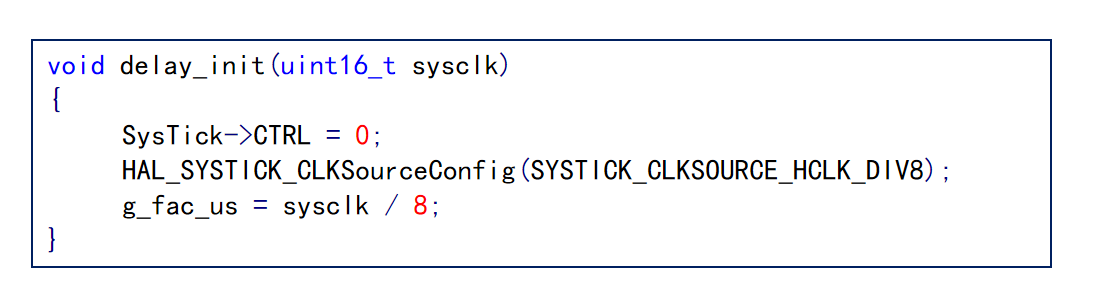 void delay_init(uint16_t sysclk)
{
SysTick->CTRL = 0;
HAL_SYSTICK_CLKSourceConfig(SYSTICK_CLKSOURCE_HCLK_DIV8);
g_fac_us = sysclk / 8;
}